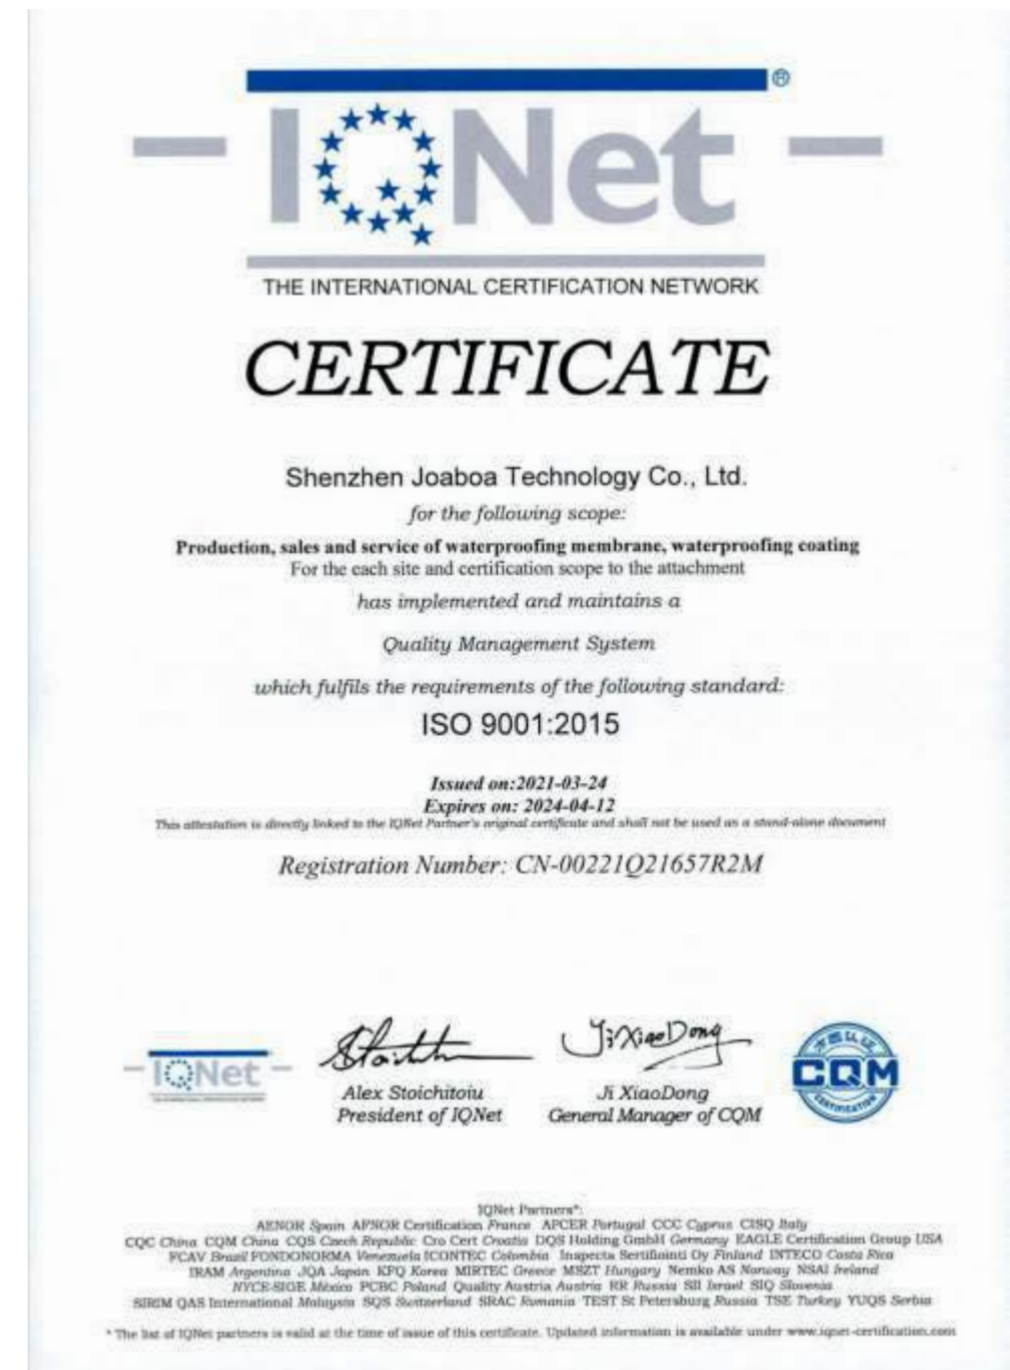 IQNet®
THE INTERNATIONAL CERTIFICATION NETWORK
CERTIFICATE
Shenzhen Joaboa Technology Co., Ltd.
for the following scope:
Production, sales and service of waterproofing membrane, waterproofing coating
For the each site and certification scope to the attachment
has implemented and maintains a
Quality Management System
which fulfils the requirements of the following standard:
ISO 9001:2015
Issued on:2021-03-24
Expires on: 2024-04-12
This attestation is directly linked to the IQNet Partner's original certificate and shall not be used as a stand-alone document
Registration Number: CN-00221Q21657R2M
IQNet
Alex Stoichitoiu
President of IQNet
Ji XiaoDong
Ji XiaoDong
General Manager of CQM
CQM
CERTIFICATION
IQNet Partners*:
AENOR Spain AFNOR Certification France APCER Portugal CCC Cyprus CISQ Italy
CQC China CQM China CQS Czech Republic Cro Cert Croatia DQS Holding GmbH Germany EAGLE Certification Group USA
FCAV Brazil FONDONORMA Venezuela ICONTEC Colombia Inspecta Sertifiointi Oy Finland INTECO Costa Rica
IRAM Argentina JQA Japan KFQ Korea MIRTEC Greece MSZT Hungary Nemko AS Norway NSAI Ireland
NYCE-SIGE México PCBC Poland Quality Austria Austria RR Russia SII Israel SIQ Slovenia
SIRIM QAS International Malaysia SQS Switzerland SRAC Romania TEST St Petersburg Russia TSE Turkey YUQS Serbia
* The list of IQNet partners is valid at the time of issue of this certificate. Updated information is available under www.iqnet-certification.com